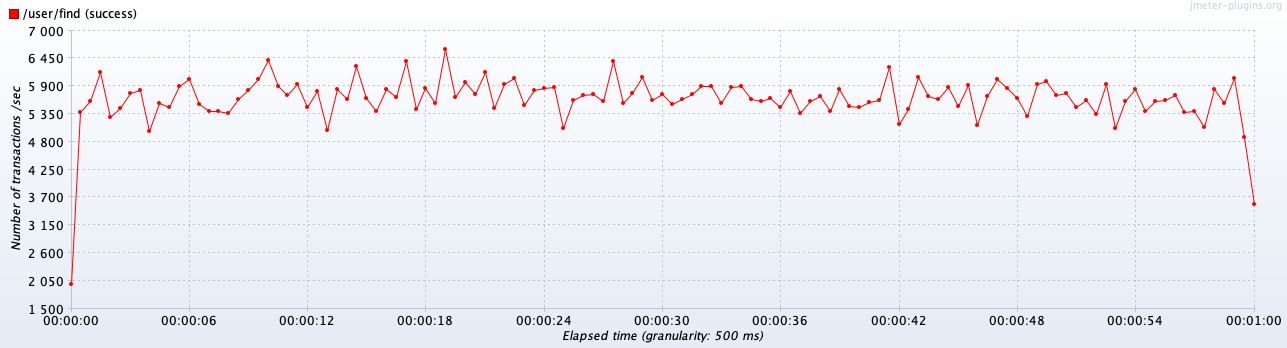 /user/find (success)
jmeter-plugins.org
7 000
6 450
5 900
5 350
4 800
4 250
3 700
3 150
2 600
2 050
1 500
Number of transactions /sec
00:00:00 00:00:06 00:00:12 00:00:18 00:00:24 00:00:30 00:00:36 00:00:42 00:00:48 00:00:54 00:01:00
Elapsed time (granularity: 500 ms)